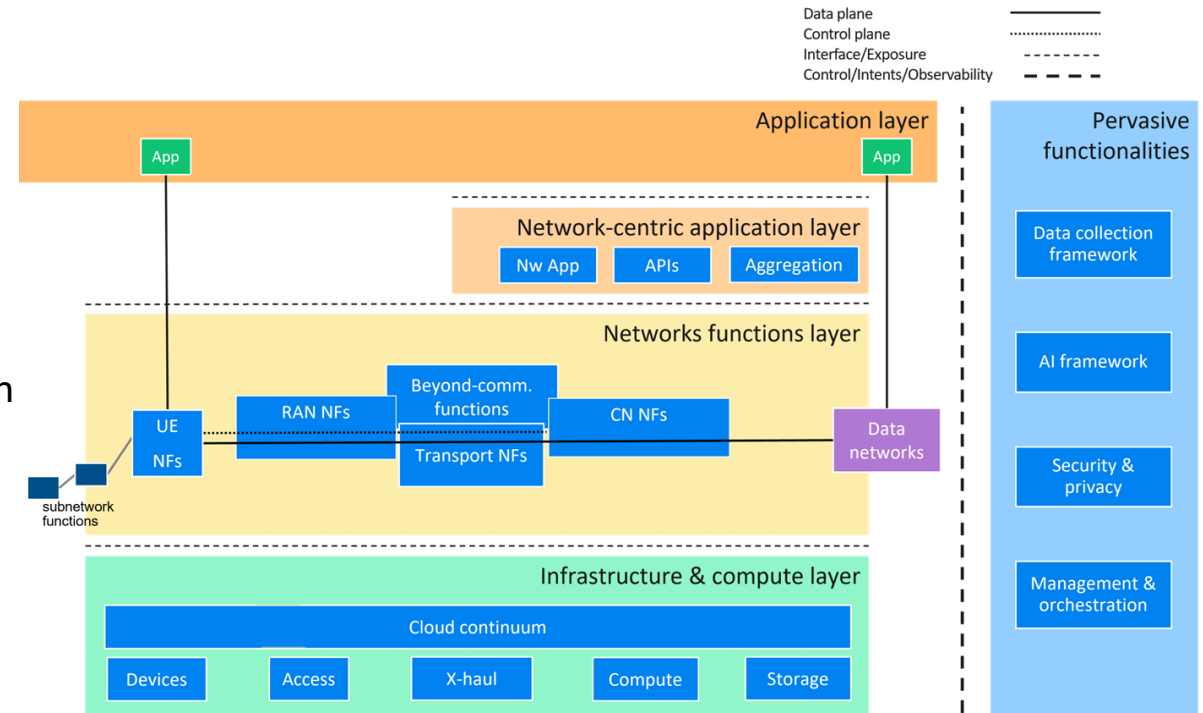 Data plane
Control plane
Interface/Exposure
Control/Intents/Observability
Application layer
App
App
Pervasive
functionalities
Network-centric application layer
Nw App
APIs
Aggregation
Data collection
framework
Networks functions layer
AI framework
n
Beyond-comm.
functions
RAN NFs
CN NFs
UE
NFs
Transport NFs
Data
networks
subnetwork
functions
Security &
privacy
Infrastructure & compute layer
Management &
orchestration
Cloud continuum
Devices
Access
X-haul
Compute
Storage